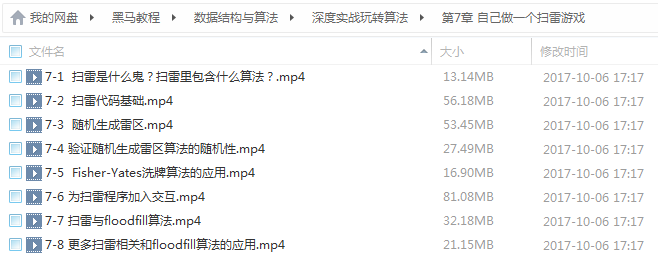 我的网盘 ▸ 黑马教程 ▸ 数据结构与算法 ▸ 深度实战玩转算法 ▸ 第7章 自己做一个扫雷游戏
文件名 大小 修改时间
7-1 扫雷是什么鬼？扫雷里包含什么算法？.mp4 13.14MB 2017-10-06 17:17
7-2 扫雷代码基础.mp4 56.18MB 2017-10-06 17:17
7-3 随机生成雷区.mp4 53.45MB 2017-10-06 17:17
7-4 验证随机生成雷区算法的随机性.mp4 27.49MB 2017-10-06 17:17
7-5 Fisher-Yates洗牌算法的应用.mp4 16.90MB 2017-10-06 17:17
7-6 为扫雷程序加入交互.mp4 81.08MB 2017-10-06 17:17
7-7 扫雷与floodfill算法.mp4 32.18MB 2017-10-06 17:17
7-8 更多扫雷相关和floodfill算法的应用.mp4 21.15MB 2017-10-06 17:17